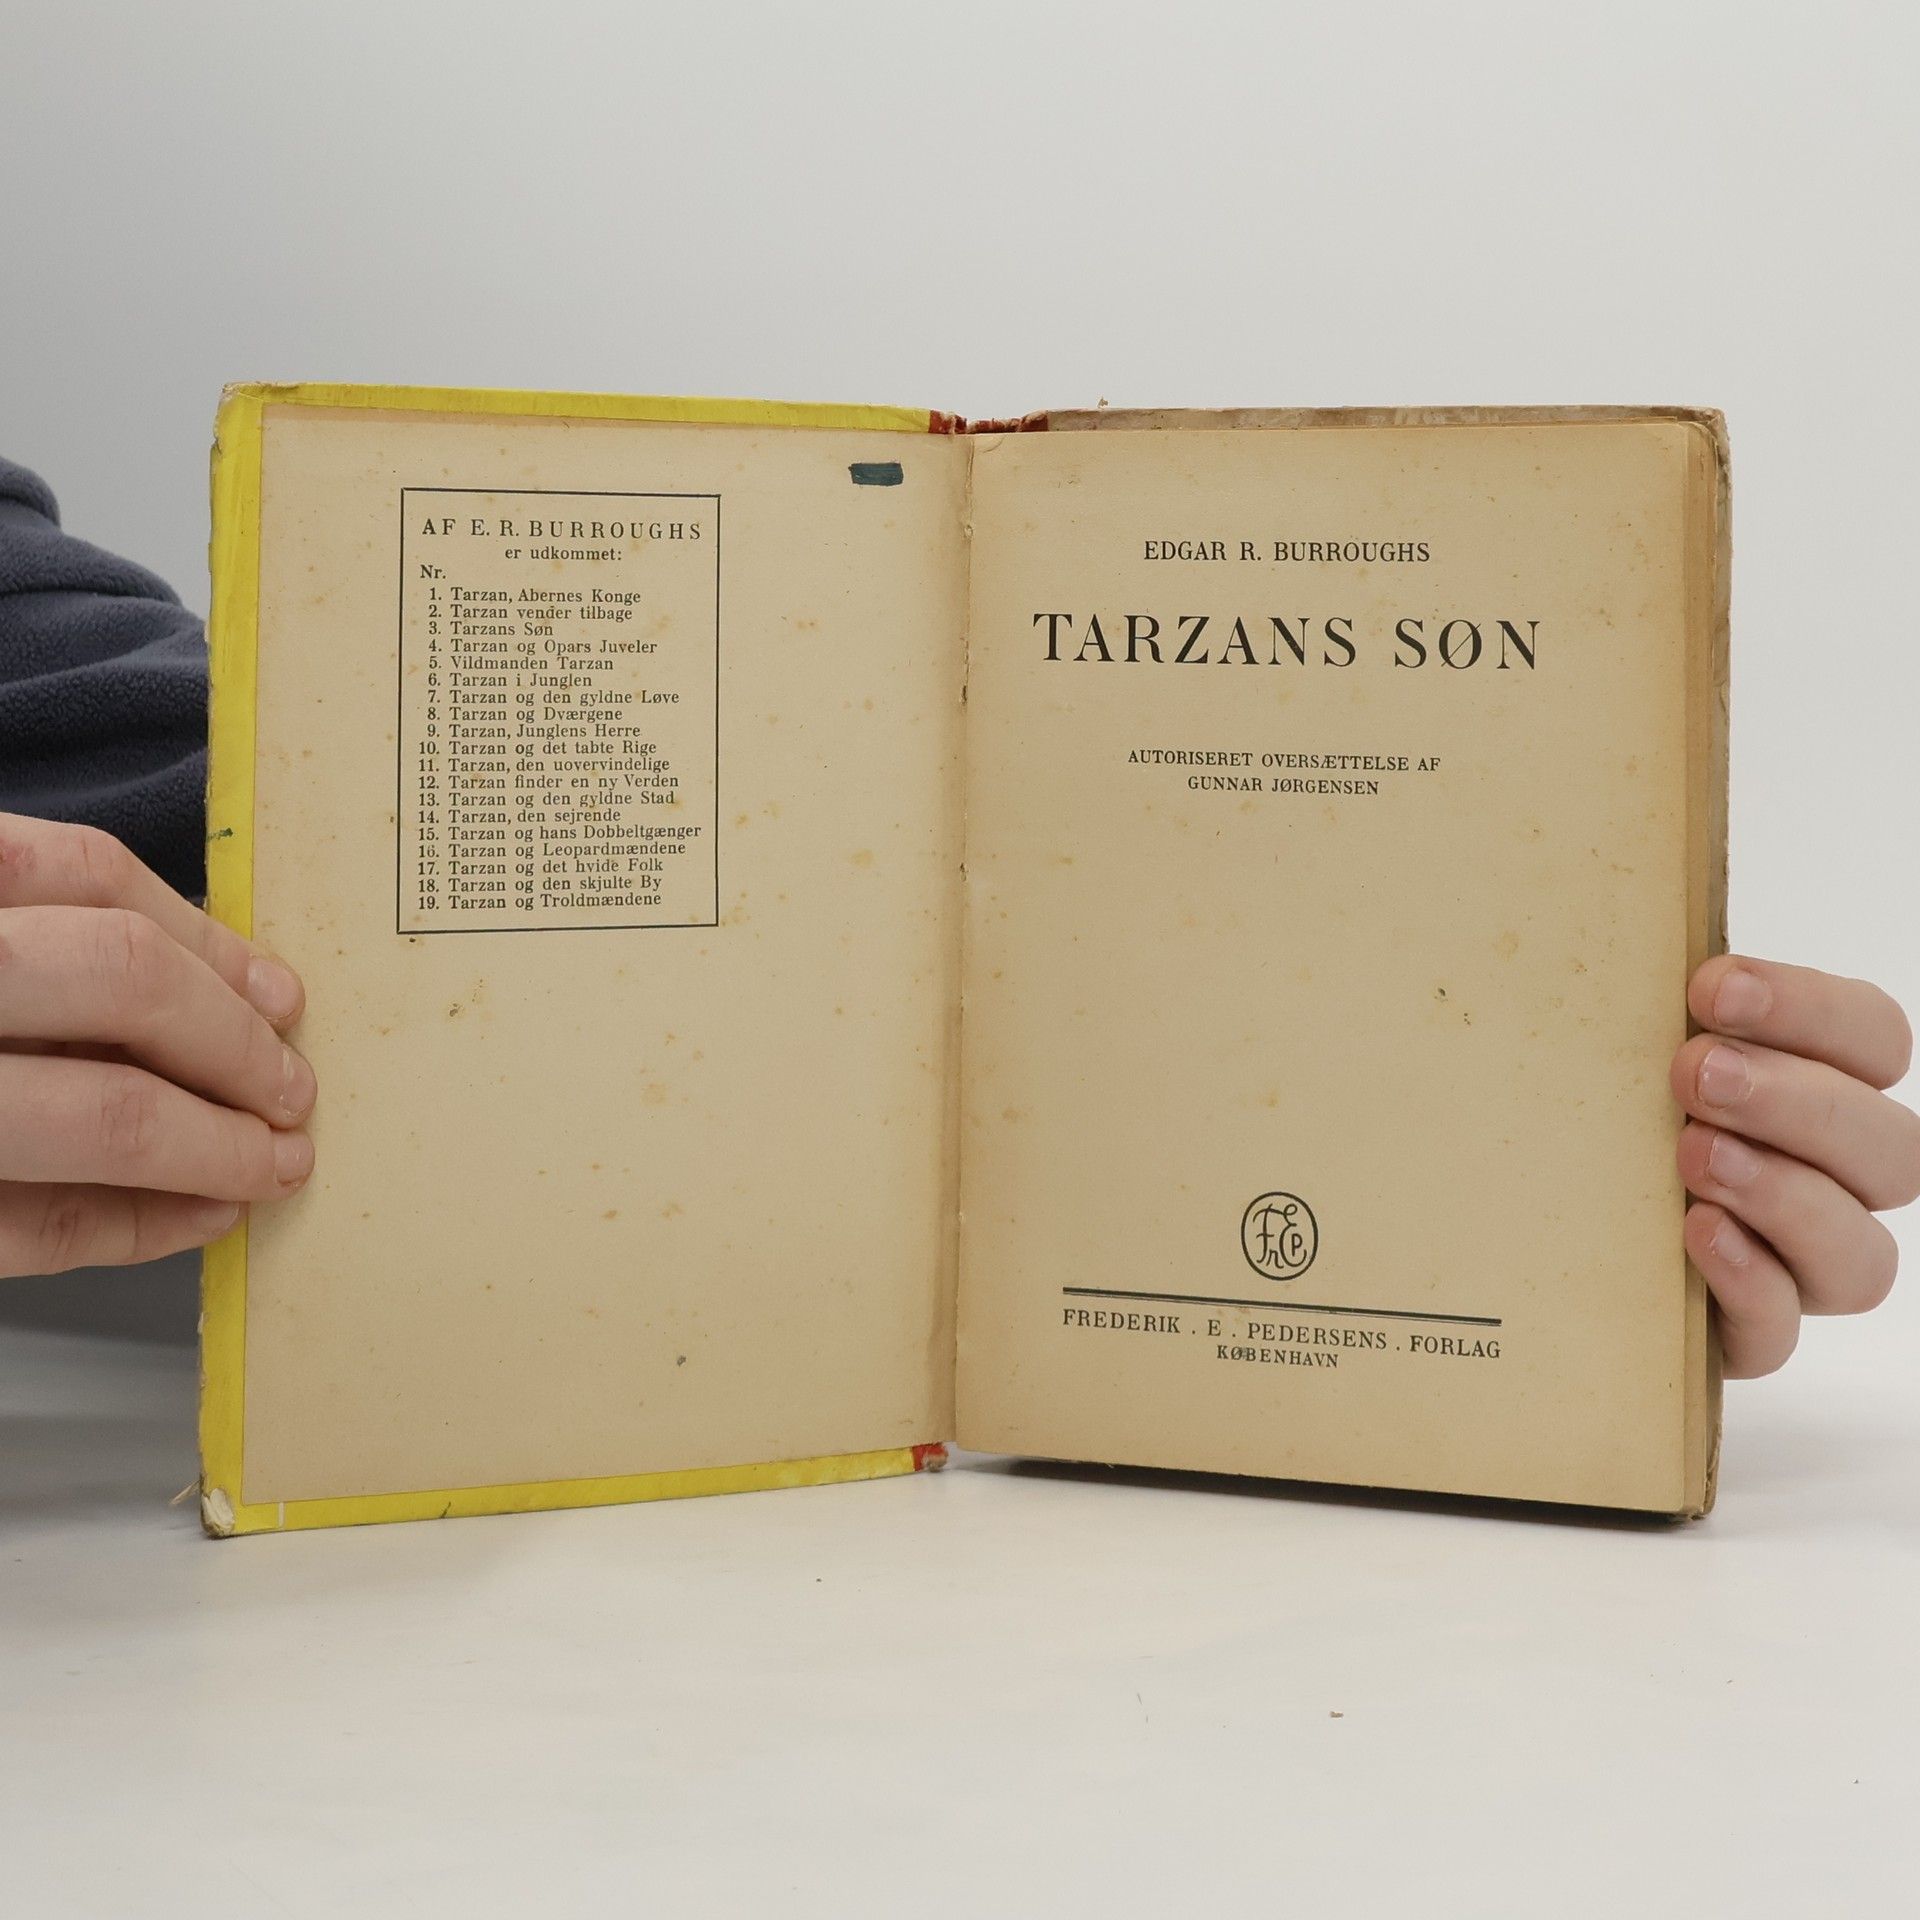 AF E. R. BURROUGHS
er udkommet:
Nr.
1. Tarzan, Abernes Konge
2. Tarzan vender tilbage
3. Tarzans Søn
4. Tarzan og Opars Juveler
5. Vildmanden Tarzan
6. Tarzan i Junglen
7. Tarzan og den gyldne Løve
8. Tarzan og Dværgene
9. Tarzan, Junglens Herre
10. Tarzan og det tabte Rige
11. Tarzan, den uovervindelige
12. Tarzan finder en ny Verden
13. Tarzan og den gyldne Stad
14. Tarzan, den sejrende
15. Tarzan og hans Dobbeltgænger
16. Tarzan og Leopardmændene
17. Tarzan og det hvide Folk
18. Tarzan og den skjulte By
19. Tarzan og Troldmændene
EDGAR R. BURROUGHS
TARZANS SØN
AUTORISERET OVERSÆTTELSE AF
GUNNAR JØRGENSEN
FrEP
FREDERIK . E . PEDERSENS . FORLAG
KØBENHAVN